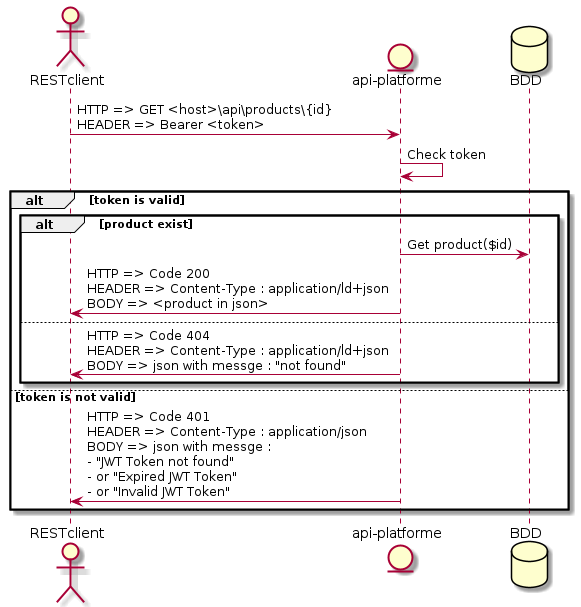 RESTclient
api-platforme
BDD
HTTP => GET <host>\api\products\{id}
HEADER => Bearer <token>
Check token
alt [token is valid]
alt [product exist]
Get product($id)
HTTP => Code 200
HEADER => Content-Type : application/ld+json
BODY => <product in json>
HTTP => Code 404
HEADER => Content-Type : application/ld+json
BODY => json with messge : "not found"
[token is not valid]
HTTP => Code 401
HEADER => Content-Type : application/json
BODY => json with messge :
- "JWT Token not found"
- or "Expired JWT Token"
- or "Invalid JWT Token"
RESTclient
api-platforme
BDD